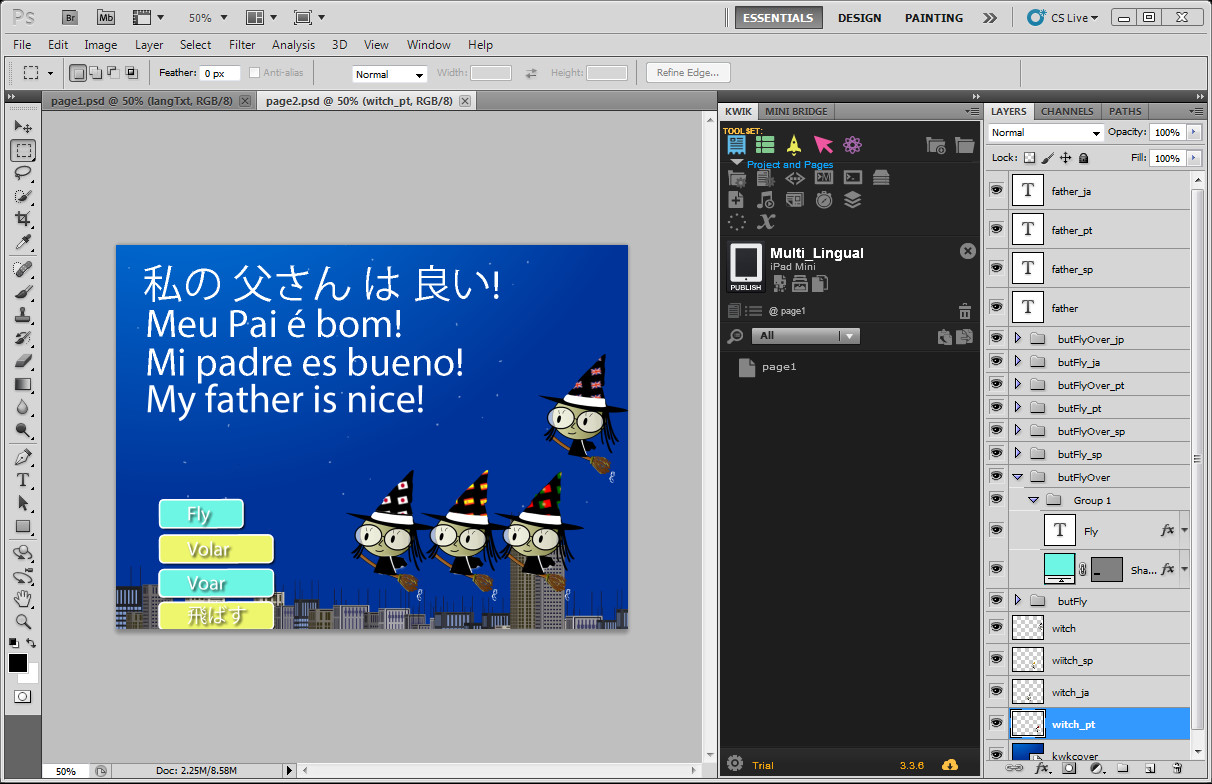 Ps Br Mb 50% ESSENTIALS DESIGN PAINTING CS Live
File Edit Image Layer Select Filter Analysis 3D View Window Help
Feather: 0 px Anti-alias Normal Width: Height: Refine Edge...
page1.psd @ 50% (langTxt, RGB/8) page2.psd @ 50% (witch_pt, RGB/8)
私の 父さん は 良い!
Meu Pai é bom!
Mi padre es bueno!
My father is nice!
Fly
Volar
Voar
飛ばす
50% Doc: 2.25M/8.58M
KWIK MINI BRIDGE
TOOLSET:
Project and Pages
Multi_Lingual
iPad Mini
PUBLISH
@ page1
All
page1
Trial 3.3.6
LAYERS CHANNELS PATHS
Normal Opacity: 100%
Lock: Fill: 100%
T father_ja
T father_pt
T father_sp
T father
butFlyOver_jp
butFly_ja
butFlyOver_pt
butFly_pt
butFlyOver_sp
butFly_sp
butFlyOver
Group 1
T Fly fx
Sha... fx
butFly
witch
wiitch_sp
witch_ja
witch_pt
kwkcover
fx